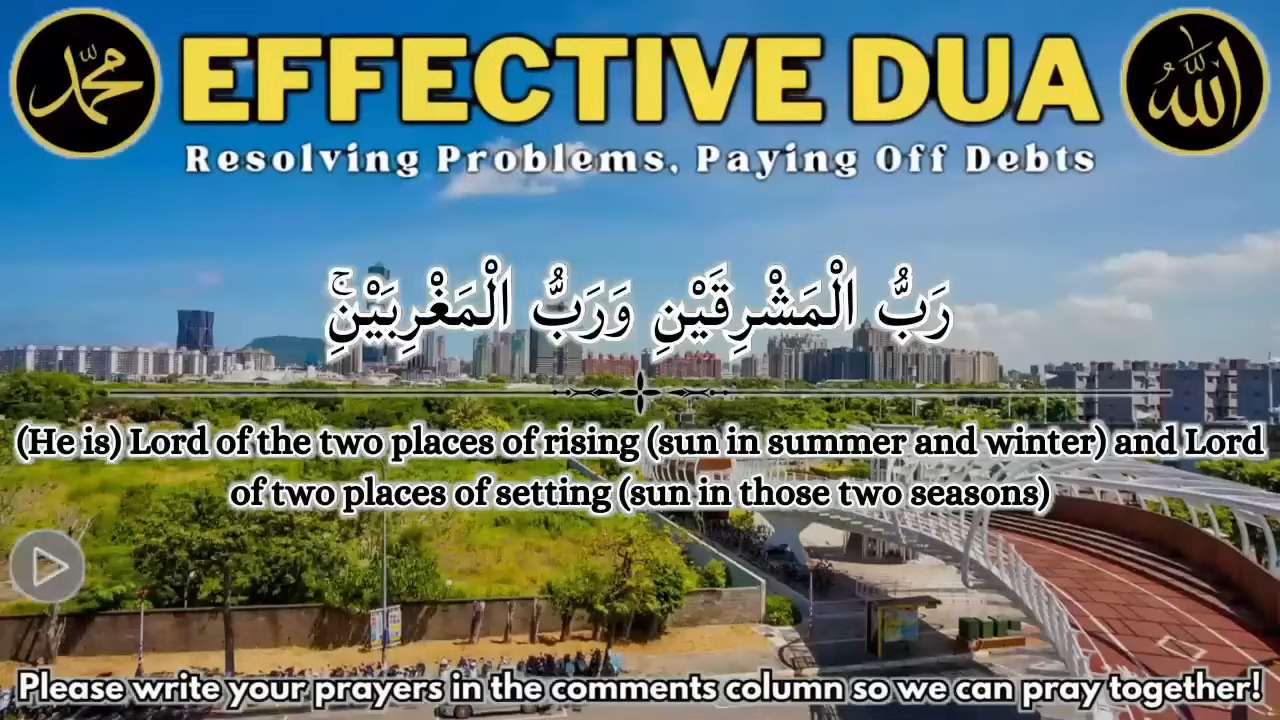 محمد
EFFECTIVE DUA
الله
Resolving Problems, Paying Off Debts
رَبُّ الْمَشْرِقَيْنِ وَرَبُّ الْمَغْرِبَيْنِۚ
(He is) Lord of the two places of rising (sun in summer and winter) and Lord
of two places of setting (sun in those two seasons)
Please write your prayers in the comments column so we can pray together!